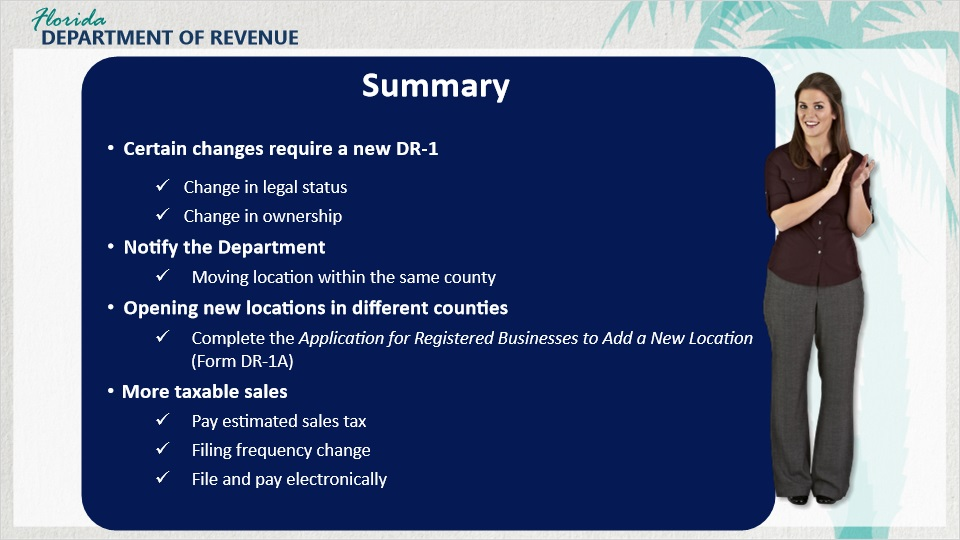 Florida
DEPARTMENT OF REVENUE
Summary
• Certain changes require a new DR-1
✓ Change in legal status
✓ Change in ownership
• Notify the Department
✓ Moving location within the same county
• Opening new locations in different counties
✓ Complete the Application for Registered Businesses to Add a New Location
(Form DR-1A)
• More taxable sales
✓ Pay estimated sales tax
✓ Filing frequency change
✓ File and pay electronically